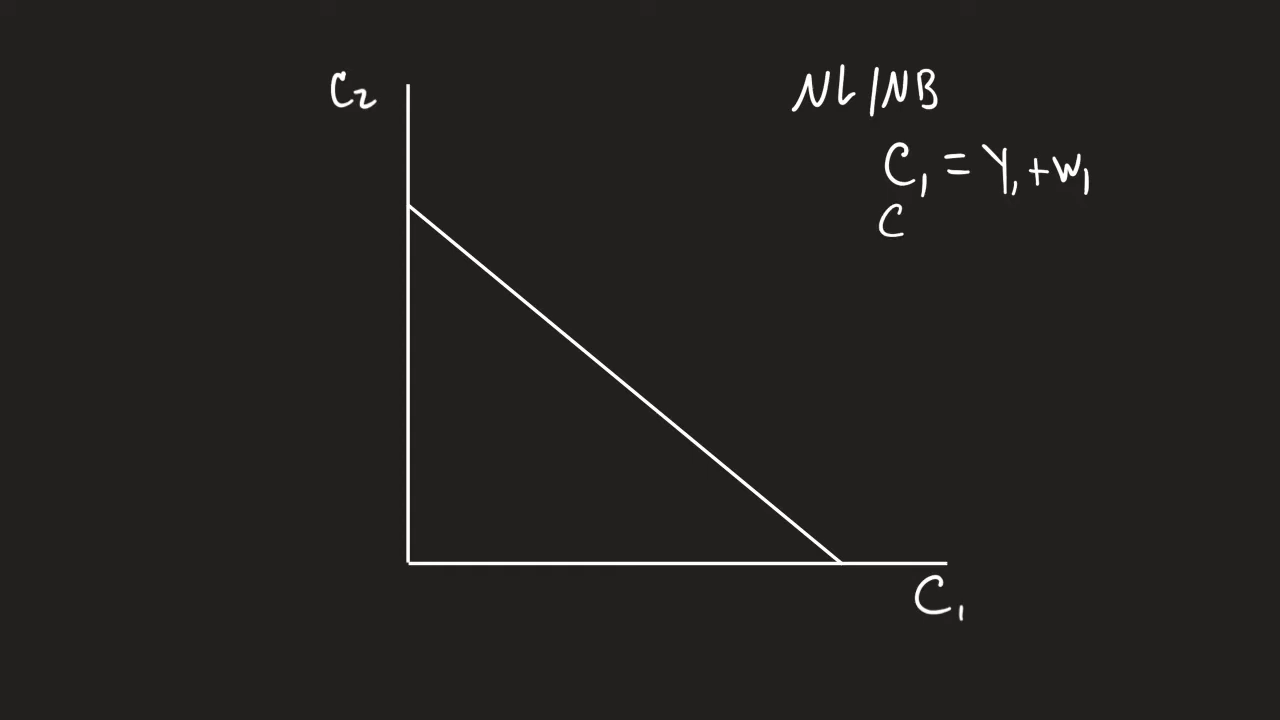 C₂
NL/NB
C₁ = Y₁ + W₁
C
C₁